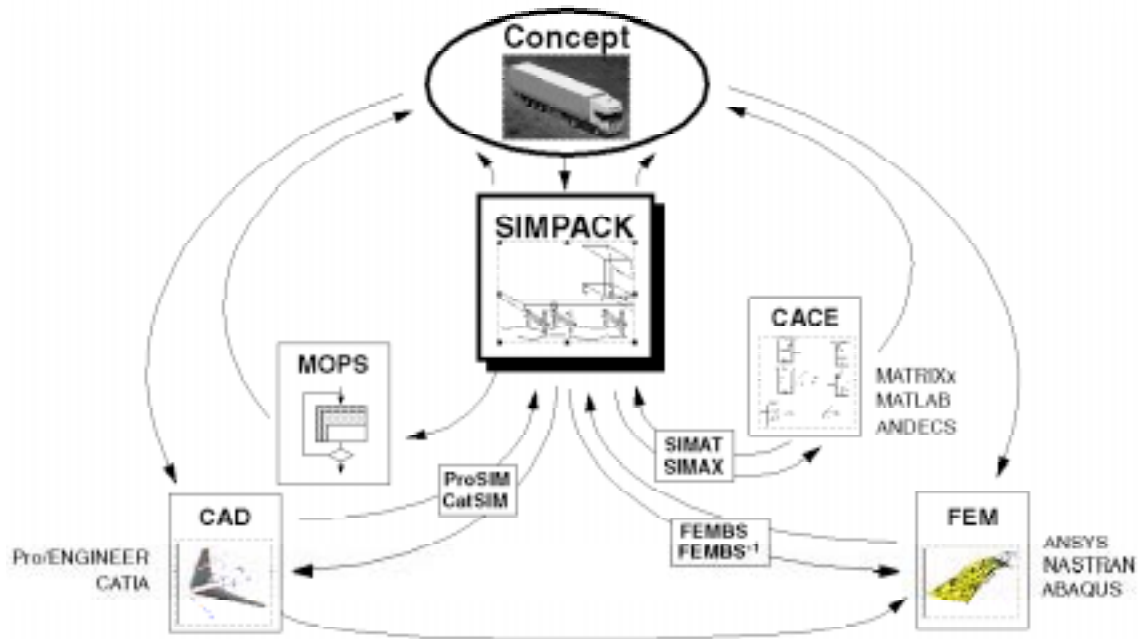 Concept
SIMPACK
CACE
MATRIXx
MATLAB
ANDECS
MOPS
SIMAT
SIMAX
ProSIM
CatSIM
CAD
Pro/ENGINEER
CATIA
FEMBS
FEMBS⁻¹
FEM
ANSYS
NASTRAN
ABAQUS